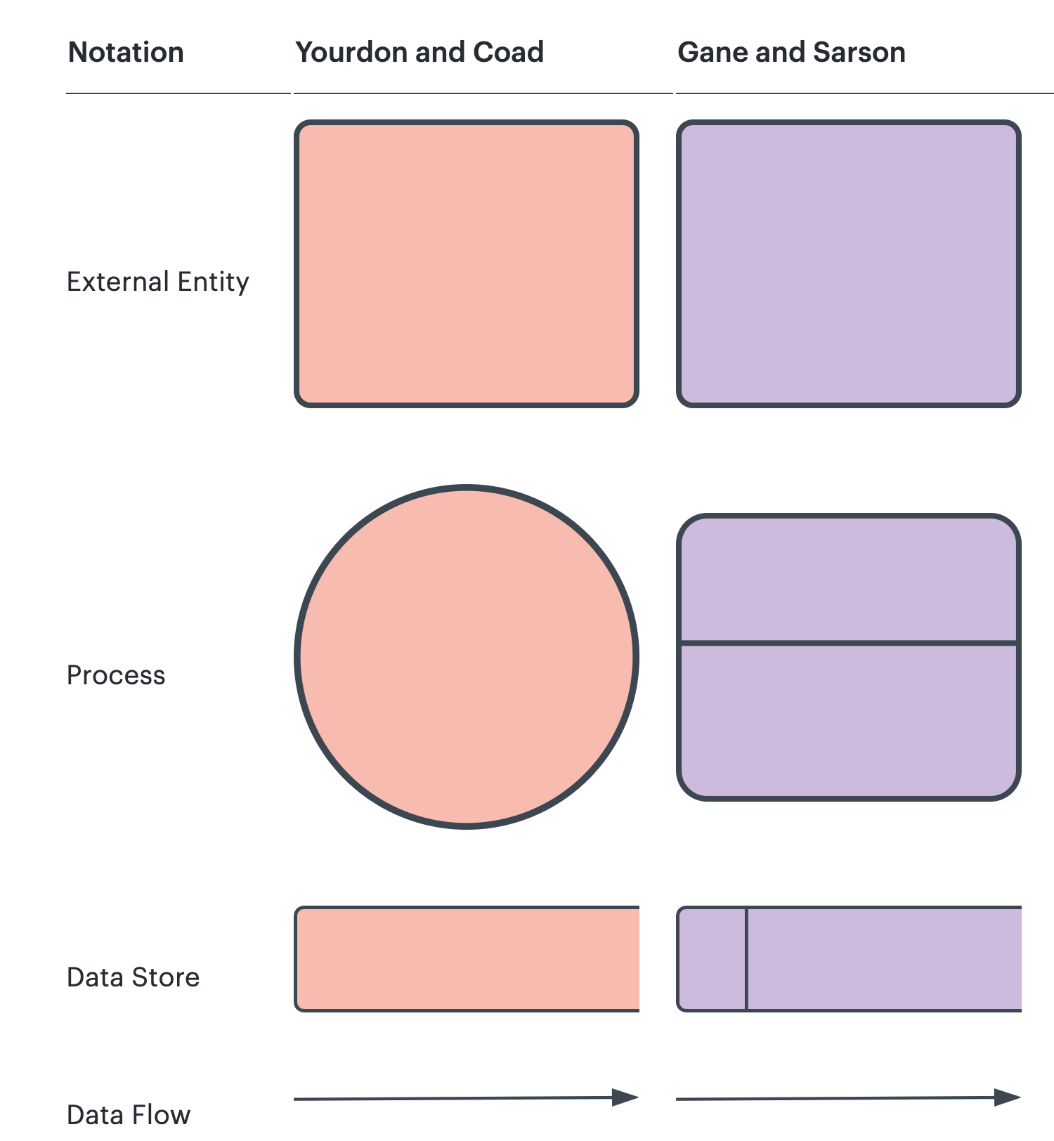 Notation Yourdon and Coad Gane and Sarson
External Entity
Process
Data Store
Data Flow